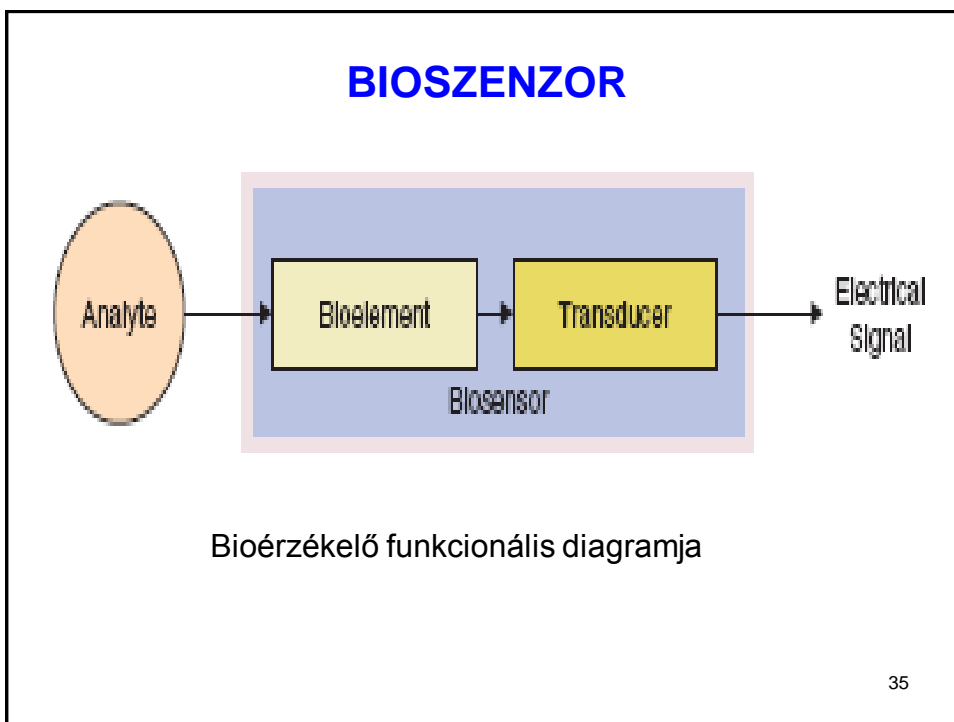 BIOSZENZOR
Analyte
Bioelement
Transducer
Electrical
Signal
Biosensor
Bioérzékelő funkcionális diagramja
35